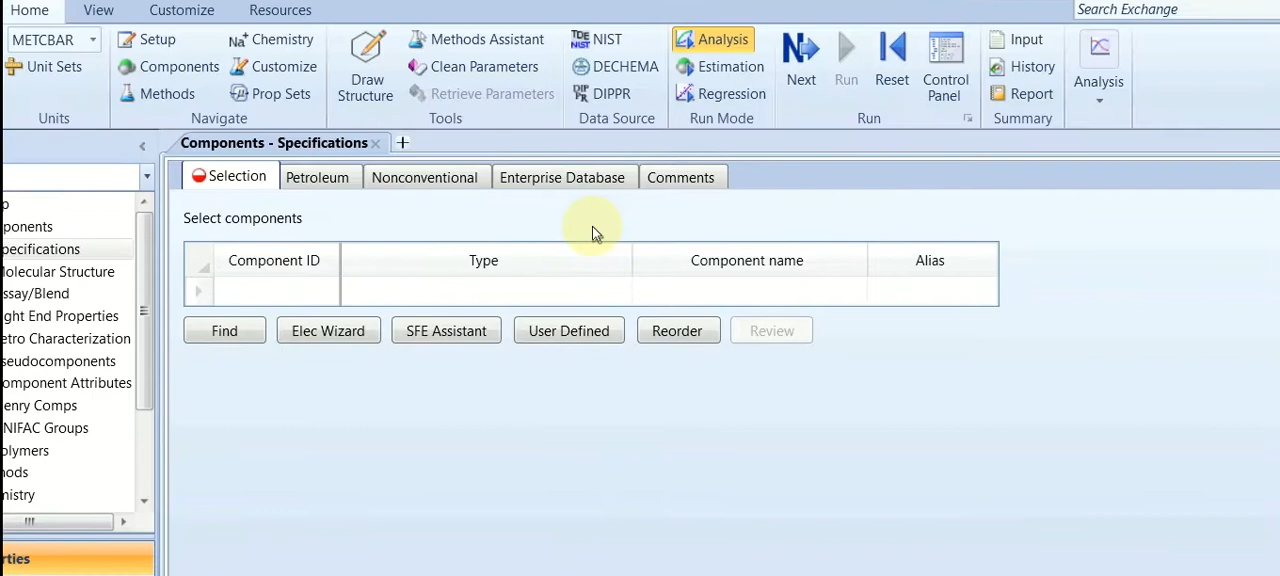 Home View Customize Resources Search Exchange
METCBAR Setup Na+ Chemistry Methods Assistant NIST Analysis Input
Unit Sets Components Customize Clean Parameters DECHEMA Estimation History
Methods Prop Sets Retrieve Parameters DIPPR Regression Report
Draw Structure Next Run Reset Control Panel Analysis
Units Navigate Tools Data Source Run Mode Run Summary
Components - Specifications
Selection Petroleum Nonconventional Enterprise Database Comments
Select components
Component ID Type Component name Alias
Find Elec Wizard SFE Assistant User Defined Reorder Review
p
ponents
pecifications
Molecular Structure
ssay/Blend
ght End Properties
etro Characterization
seudocomponents
omponent Attributes
enry Comps
NIFAC Groups
olymers
hods
mistry
rties